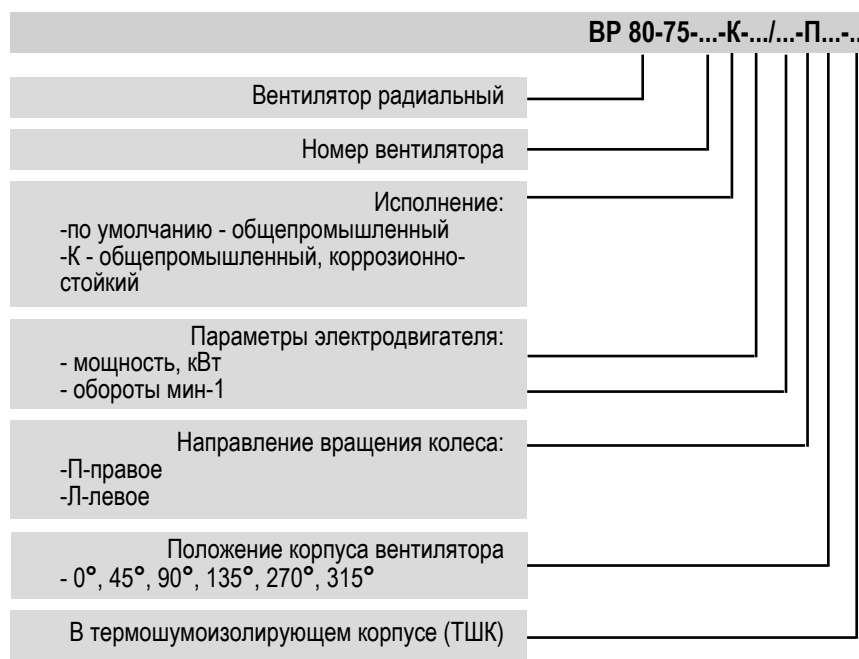 ВР 80-75-...-К-.../...-П...-..
Вентилятор радиальный
Номер вентилятора
Исполнение:
-по умолчанию - общепромышленный
-К - общепромышленный, коррозионно-
стойкий
Параметры электродвигателя:
- мощность, кВт
- обороты мин-1
Направление вращения колеса:
-П-правое
-Л-левое
Положение корпуса вентилятора
- 0°, 45°, 90°, 135°, 270°, 315°
В термошумоизолирующем корпусе (ТШК)